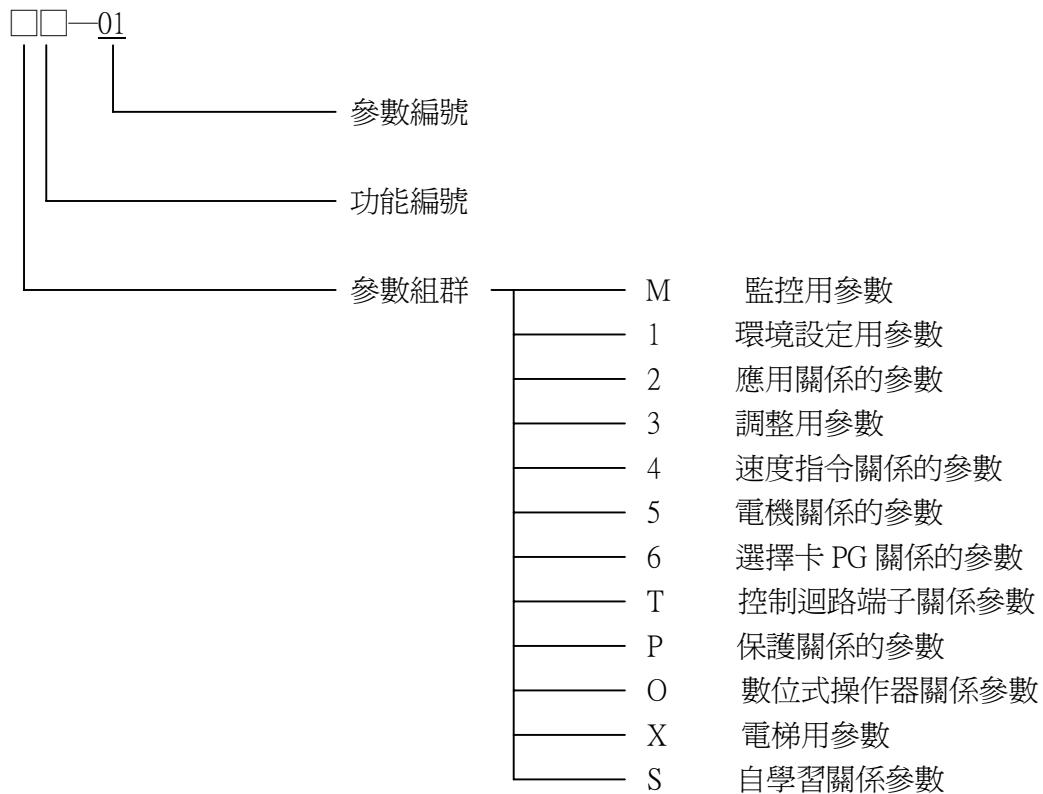 □□—01
參數編號
功能編號
參數組群
M 監控用參數
1 環境設定用參數
2 應用關係的參數
3 調整用參數
4 速度指令關係的參數
5 電機關係的參數
6 選擇卡 PG 關係的參數
T 控制迴路端子關係參數
P 保護關係的參數
O 數位式操作器關係參數
X 電梯用參數
S 自學習關係參數